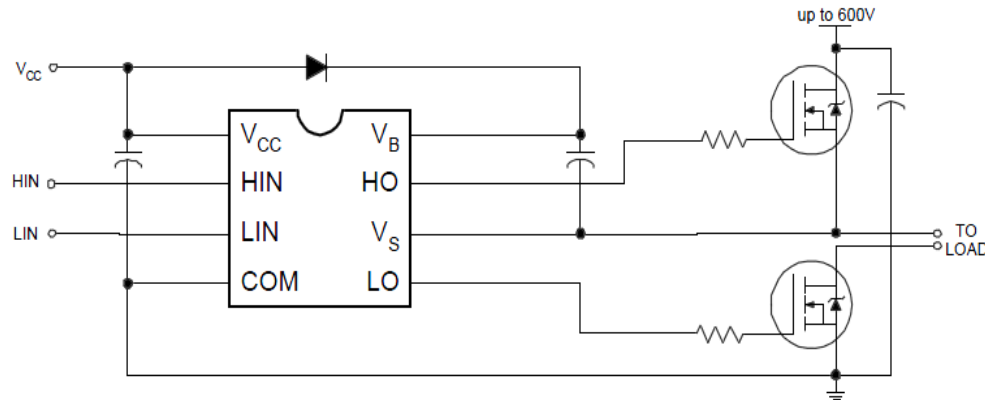 up to 600V
VCC
VCC VB
HIN HIN HO
LIN LIN VS TO
LOAD
COM LO